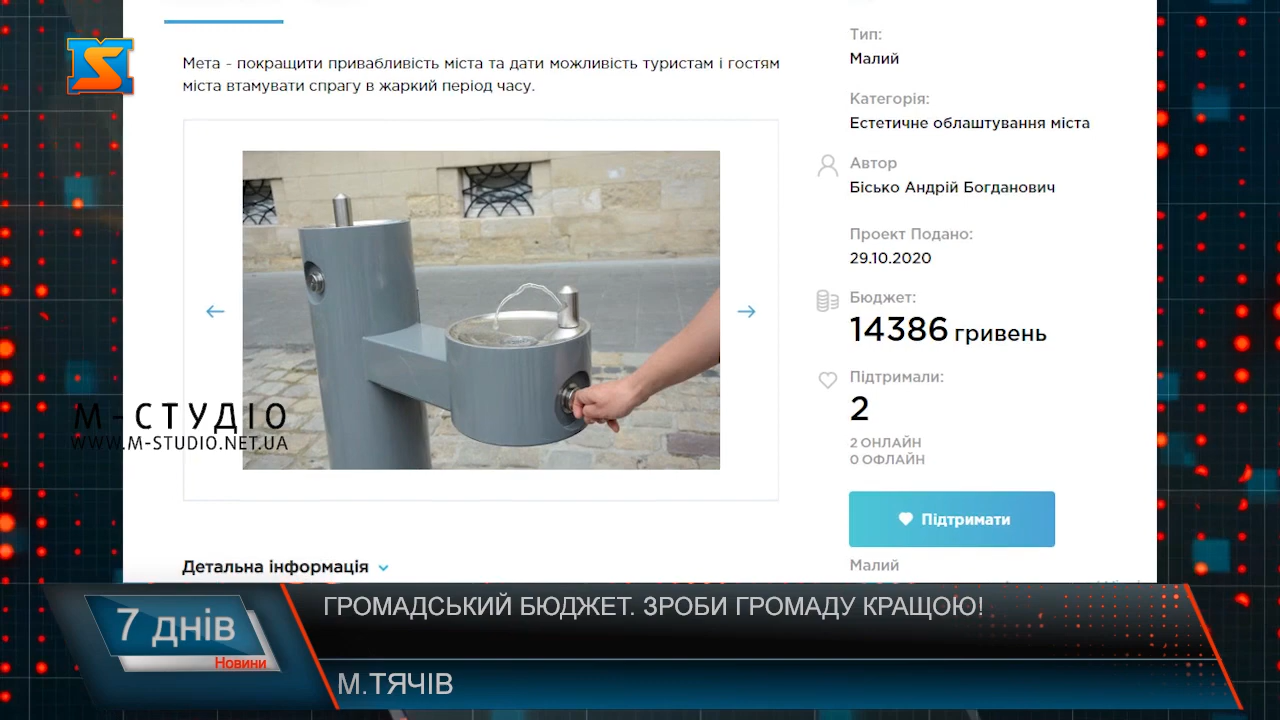 Мета - покращити привабливість міста та дати можливість туристам і гостям
міста втамувати спрагу в жаркий період часу.
Тип:
Малий
Категорія:
Естетичне облаштування міста
Автор
Бісько Андрій Богданович
Проект Подано:
29.10.2020
Бюджет:
14386 гривень
Підтримали:
2
2 ОНЛАЙН
0 ОФЛАЙН
Підтримати
Малий
Детальна інформація
М-СТУДІО
WWW.M-STUDIO.NET.UA
7 днів
Новини
ГРОМАДСЬКИЙ БЮДЖЕТ. ЗРОБИ ГРОМАДУ КРАЩОЮ!
М.ТЯЧІВ